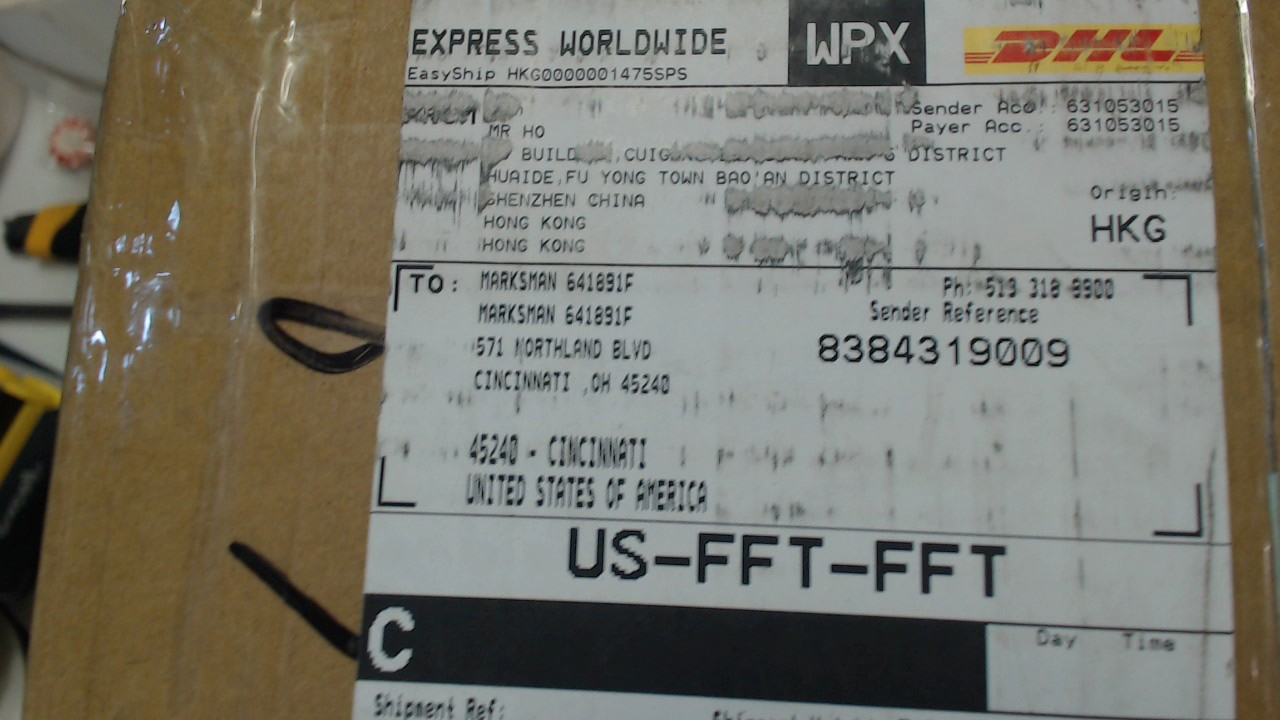 EXPRESS WORLDWIDE
WPX
DHL
EasyShip HKG0000001475SPS
Sender Acc.: 631053015
Payer Acc.: 631053015
MR HO
DISTRICT
HUAIDE,FU YONG TOWN BAO'AN DISTRICT
SHENZHEN CHINA
HONG KONG
HONG KONG
Origin:
HKG
TO: MARKSMAN 641891F
MARKSMAN 641891F
571 NORTHLAND BLVD
CINCINNATI ,OH 45240
Ph: 513 318 9900
Sender Reference
8384319009
45240 - CINCINNATI
UNITED STATES OF AMERICA
US-FFT-FFT
C
Day Time
Shipment Ref: